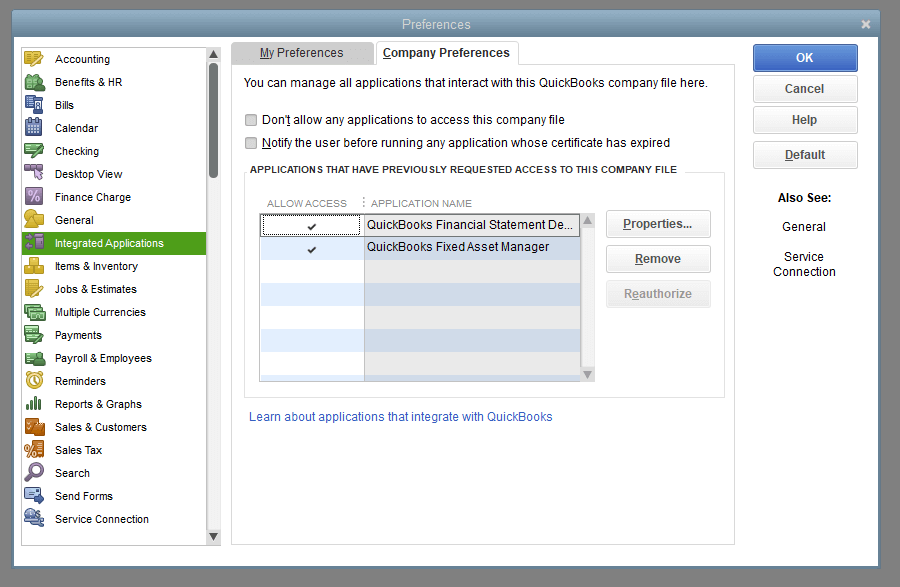 Preferences
Accounting
Benefits & HR
Bills
Calendar
Checking
Desktop View
Finance Charge
General
Integrated Applications
Items & Inventory
Jobs & Estimates
Multiple Currencies
Payments
Payroll & Employees
Reminders
Reports & Graphs
Sales & Customers
Sales Tax
Search
Send Forms
Service Connection
My Preferences
Company Preferences
You can manage all applications that interact with this QuickBooks company file here.
Don't allow any applications to access this company file
Notify the user before running any application whose certificate has expired
APPLICATIONS THAT HAVE PREVIOUSLY REQUESTED ACCESS TO THIS COMPANY FILE
ALLOW ACCESS
APPLICATION NAME
QuickBooks Financial Statement De...
QuickBooks Fixed Asset Manager
Properties...
Remove
Reauthorize
Learn about applications that integrate with QuickBooks
OK
Cancel
Help
Default
Also See:
General
Service
Connection